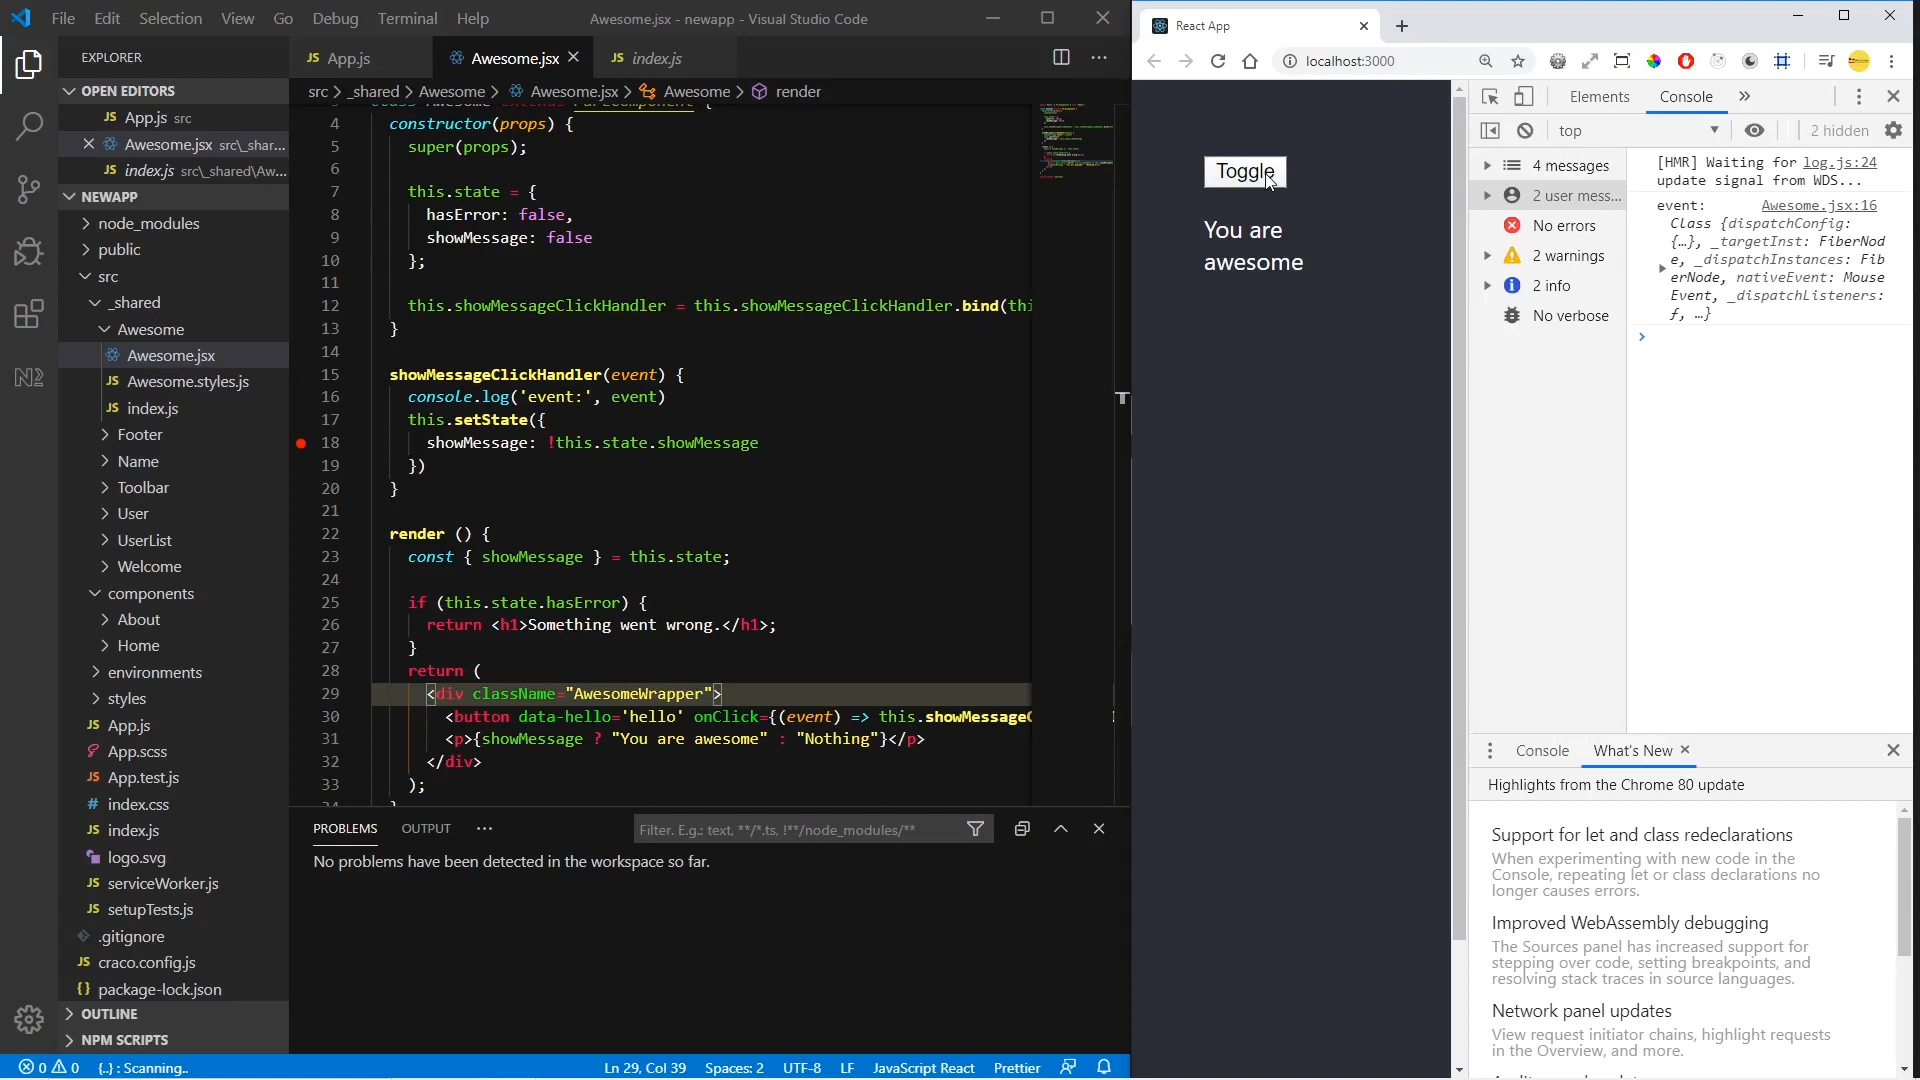 File Edit Selection View Go Debug Terminal Help
Awesome.jsx - newapp - Visual Studio Code
EXPLORER
OPEN EDITORS
JS App.js src
Awesome.jsx src\_shar...
JS index.js src\_shared\Aw...
NEWAPP
node_modules
public
src
_shared
Awesome
Awesome.jsx
JS Awesome.styles.js
JS index.js
Footer
Name
Toolbar
User
UserList
Welcome
components
About
Home
environments
styles
JS App.js
App.scss
JS App.test.js
# index.css
JS index.js
logo.svg
JS serviceWorker.js
JS setupTests.js
.gitignore
JS craco.config.js
{} package-lock.json
OUTLINE
NPM SCRIPTS
JS App.js
Awesome.jsx
JS index.js
src > _shared > Awesome > Awesome.jsx > Awesome > render
4 constructor(props) {
5 super(props);
6
7 this.state = {
8 hasError: false,
9 showMessage: false
10 };
11
12 this.showMessageClickHandler = this.showMessageClickHandler.bind(thi
13 }
14
15 showMessageClickHandler(event) {
16 console.log('event:', event)
17 this.setState({
18 showMessage: !this.state.showMessage
19 })
20 }
21
22 render () {
23 const { showMessage } = this.state;
24
25 if (this.state.hasError) {
26 return <h1>Something went wrong.</h1>;
27 }
28 return (
29 <div className="AwesomeWrapper">
30 <button data-hello='hello' onClick={(event) => this.showMessageC
31 <p>{showMessage ? "You are awesome" : "Nothing"}</p>
32 </div>
33 );
PROBLEMS OUTPUT ...
Filter. E.g.: text, **/*.ts, !**/node_modules/**
No problems have been detected in the workspace so far.
0 0 {..} : Scanning..
Ln 29, Col 39 Spaces: 2 UTF-8 LF JavaScript React Prettier
React App
localhost:3000
Toggle
You are
awesome
Elements Console
top
2 hidden
4 messages
2 user mess...
No errors
2 warnings
2 info
No verbose
[HMR] Waiting for log.js:24
update signal from WDS...
event: Awesome.jsx:16
Class {dispatchConfig:
{…}, _targetInst: FiberNod
e, _dispatchInstances: Fib
erNode, nativeEvent: Mouse
Event, _dispatchListeners:
ƒ, …}
Console What's New
Highlights from the Chrome 80 update
Support for let and class redeclarations
When experimenting with new code in the
Console, repeating let or class declarations no
longer causes errors.
Improved WebAssembly debugging
The Sources panel has increased support for
stepping over code, setting breakpoints, and
resolving stack traces in source languages.
Network panel updates
View request initiator chains, highlight requests
in the Overview, and more.